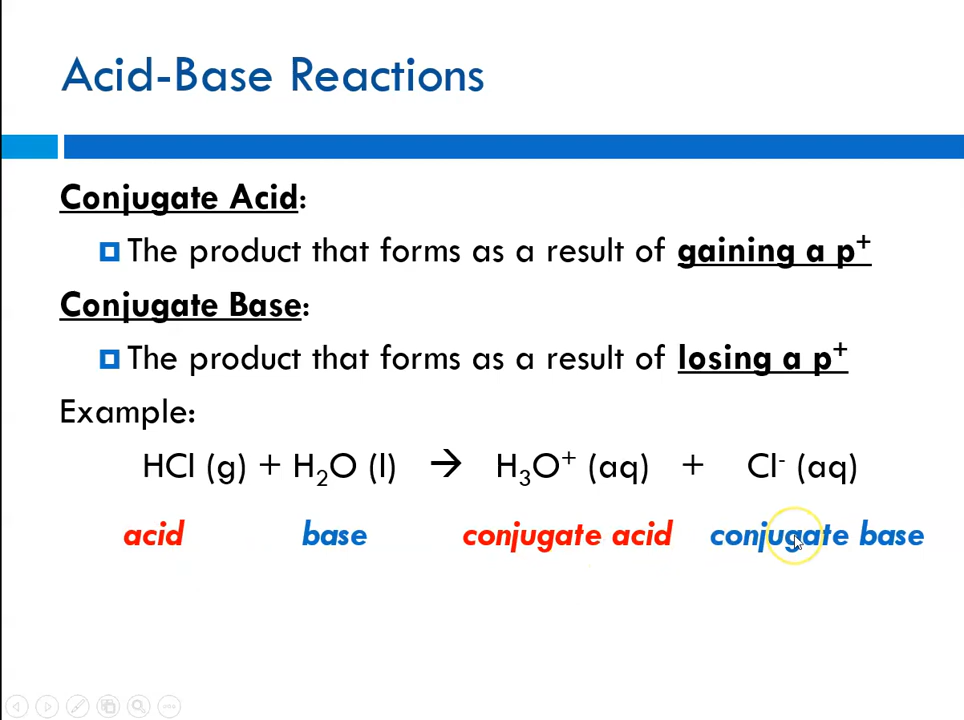 Acid-Base Reactions
Conjugate Acid:
The product that forms as a result of gaining a p⁺
Conjugate Base:
The product that forms as a result of losing a p⁺
Example:
HCl (g) + H₂O (l) → H₃O⁺ (aq) + Cl⁻ (aq)
acid base conjugate acid conjugate base